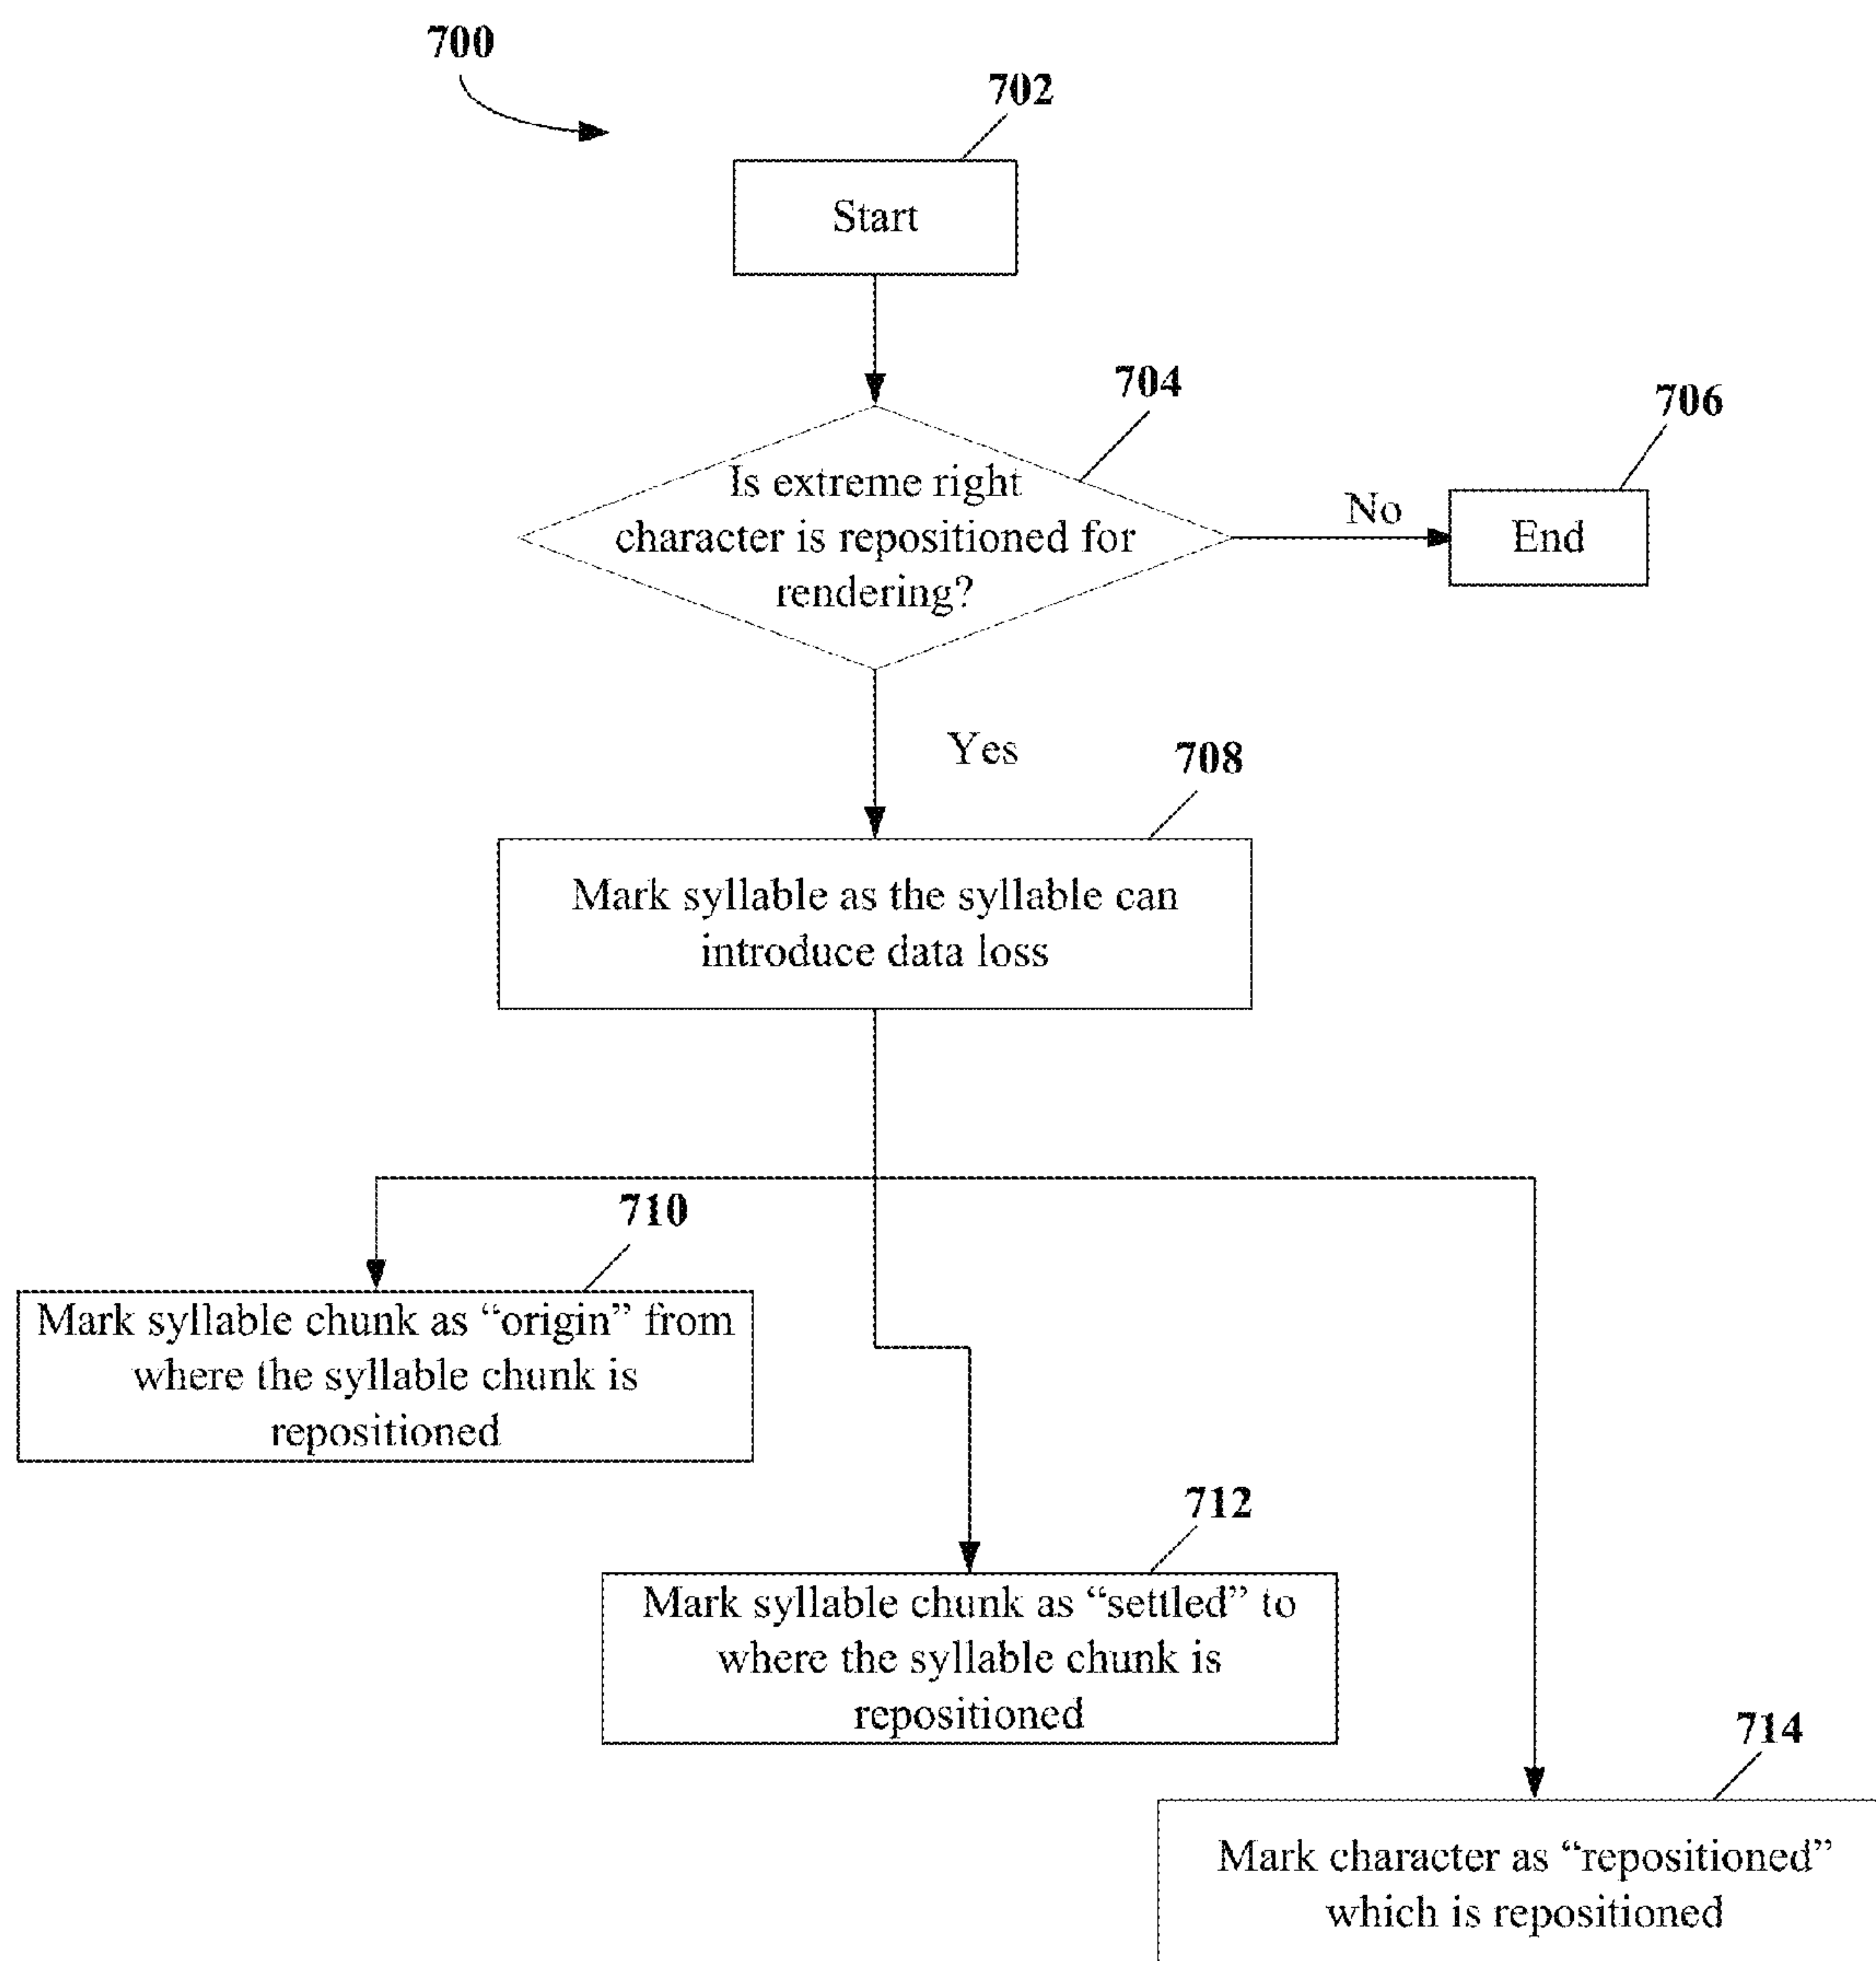 700
702
Start
704
706
Is extreme right
character is repositioned for
rendering?
No
End
Yes
708
Mark syllable as the syllable can
introduce data loss
710
Mark syllable chunk as “origin” from
where the syllable chunk is
repositioned
712
Mark syllable chunk as “settled” to
where the syllable chunk is
repositioned
714
Mark character as “repositioned”
which is repositioned